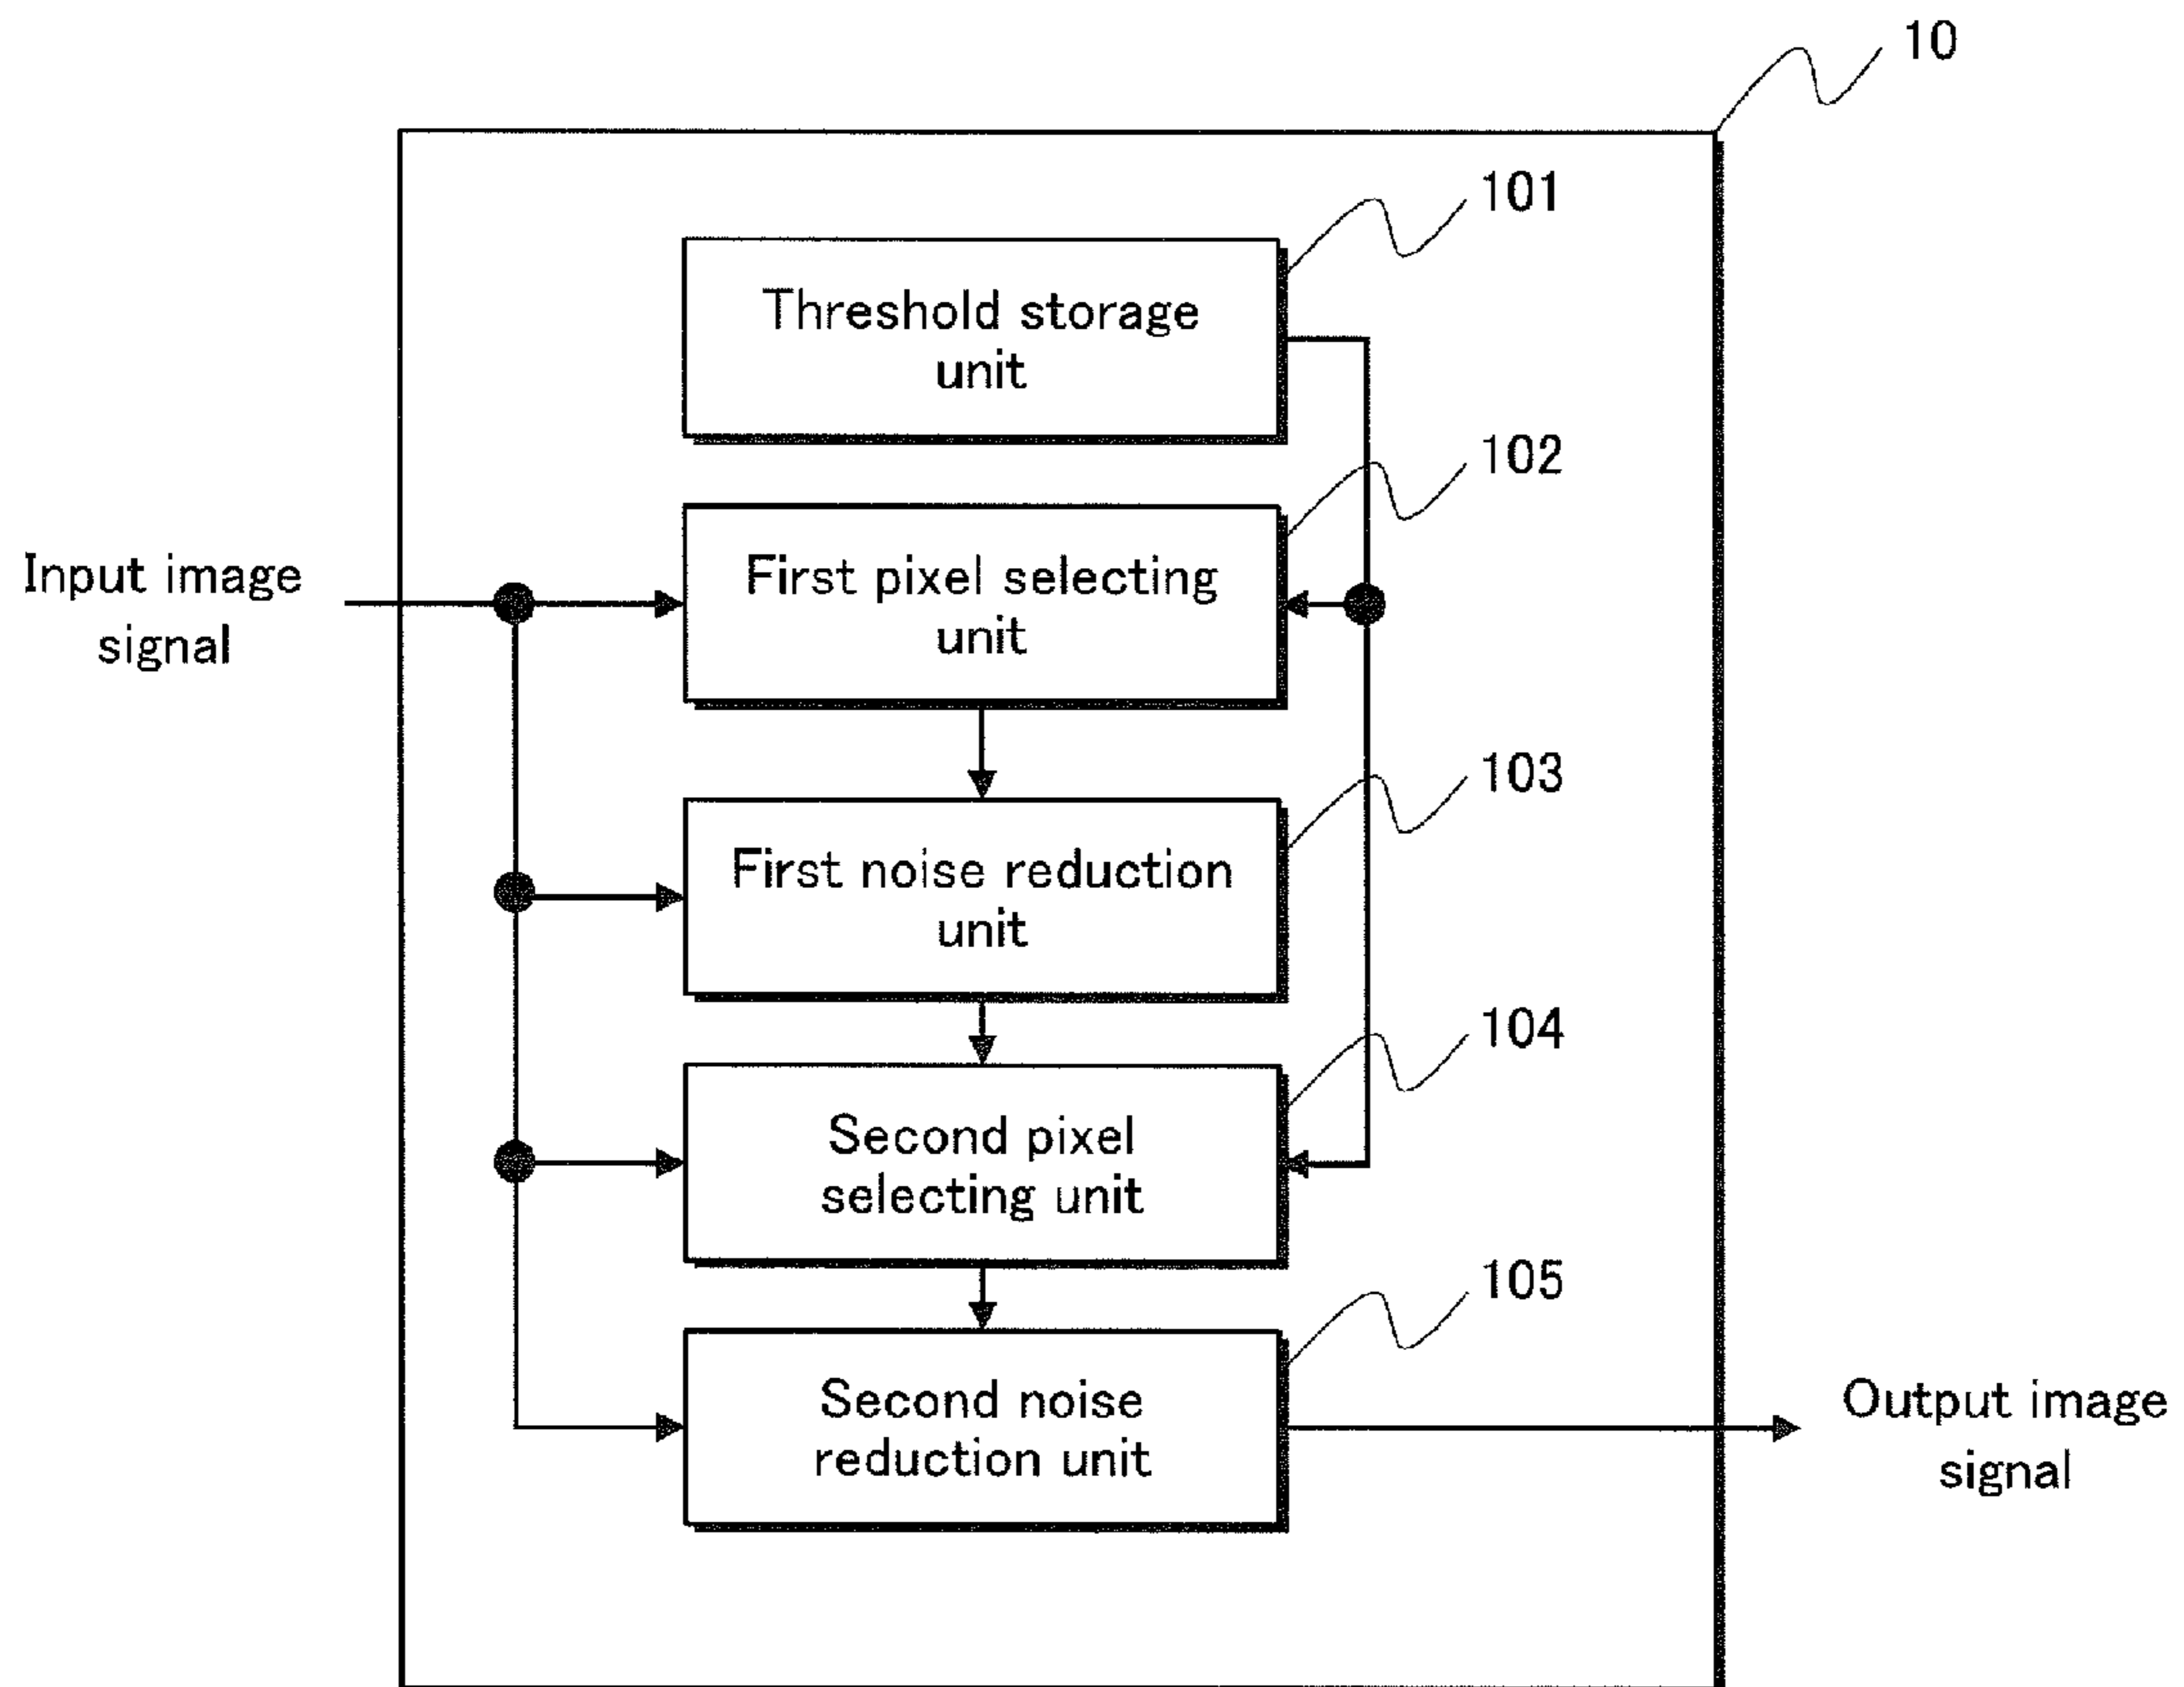 10
101
Threshold storage
unit
102
Input image
signal
First pixel selecting
unit
103
First noise reduction
unit
104
Second pixel
selecting unit
105
Second noise
reduction unit
Output image
signal